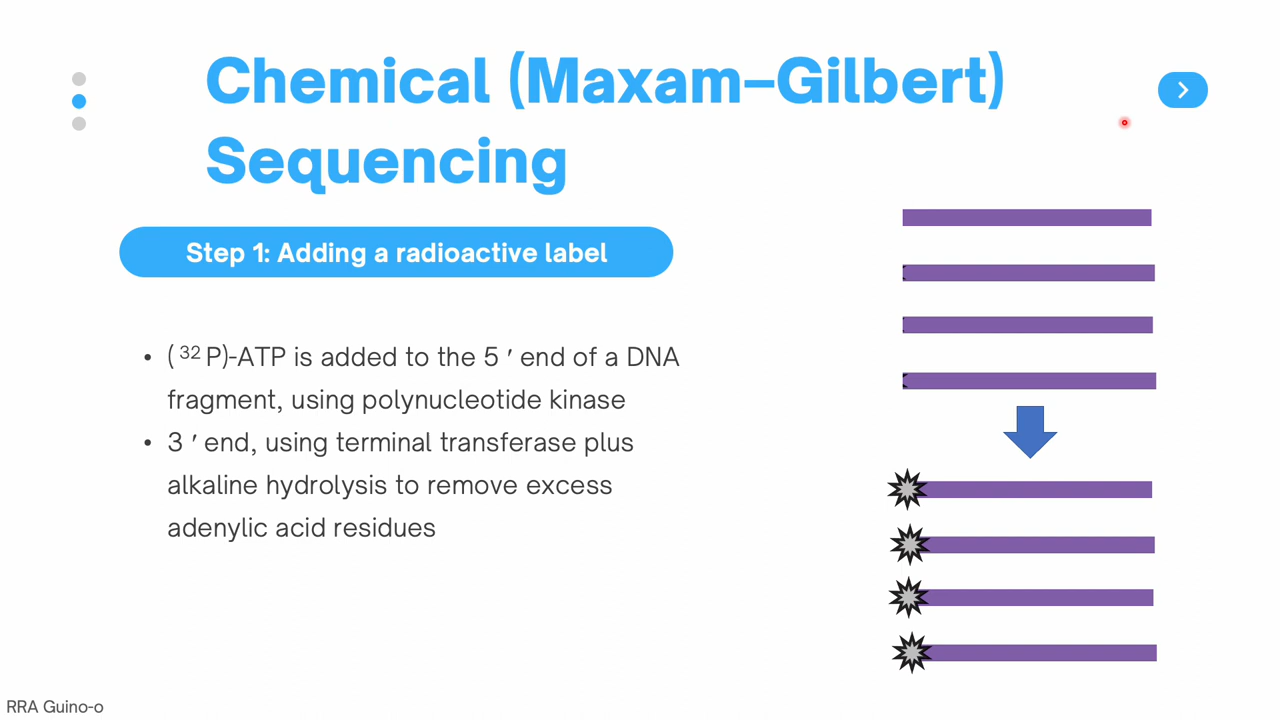 Chemical (Maxam–Gilbert)
Sequencing
Step 1: Adding a radioactive label
• (³²P)-ATP is added to the 5 ′ end of a DNA
fragment, using polynucleotide kinase
• 3 ′ end, using terminal transferase plus
alkaline hydrolysis to remove excess
adenylic acid residues
RRA Guino-o